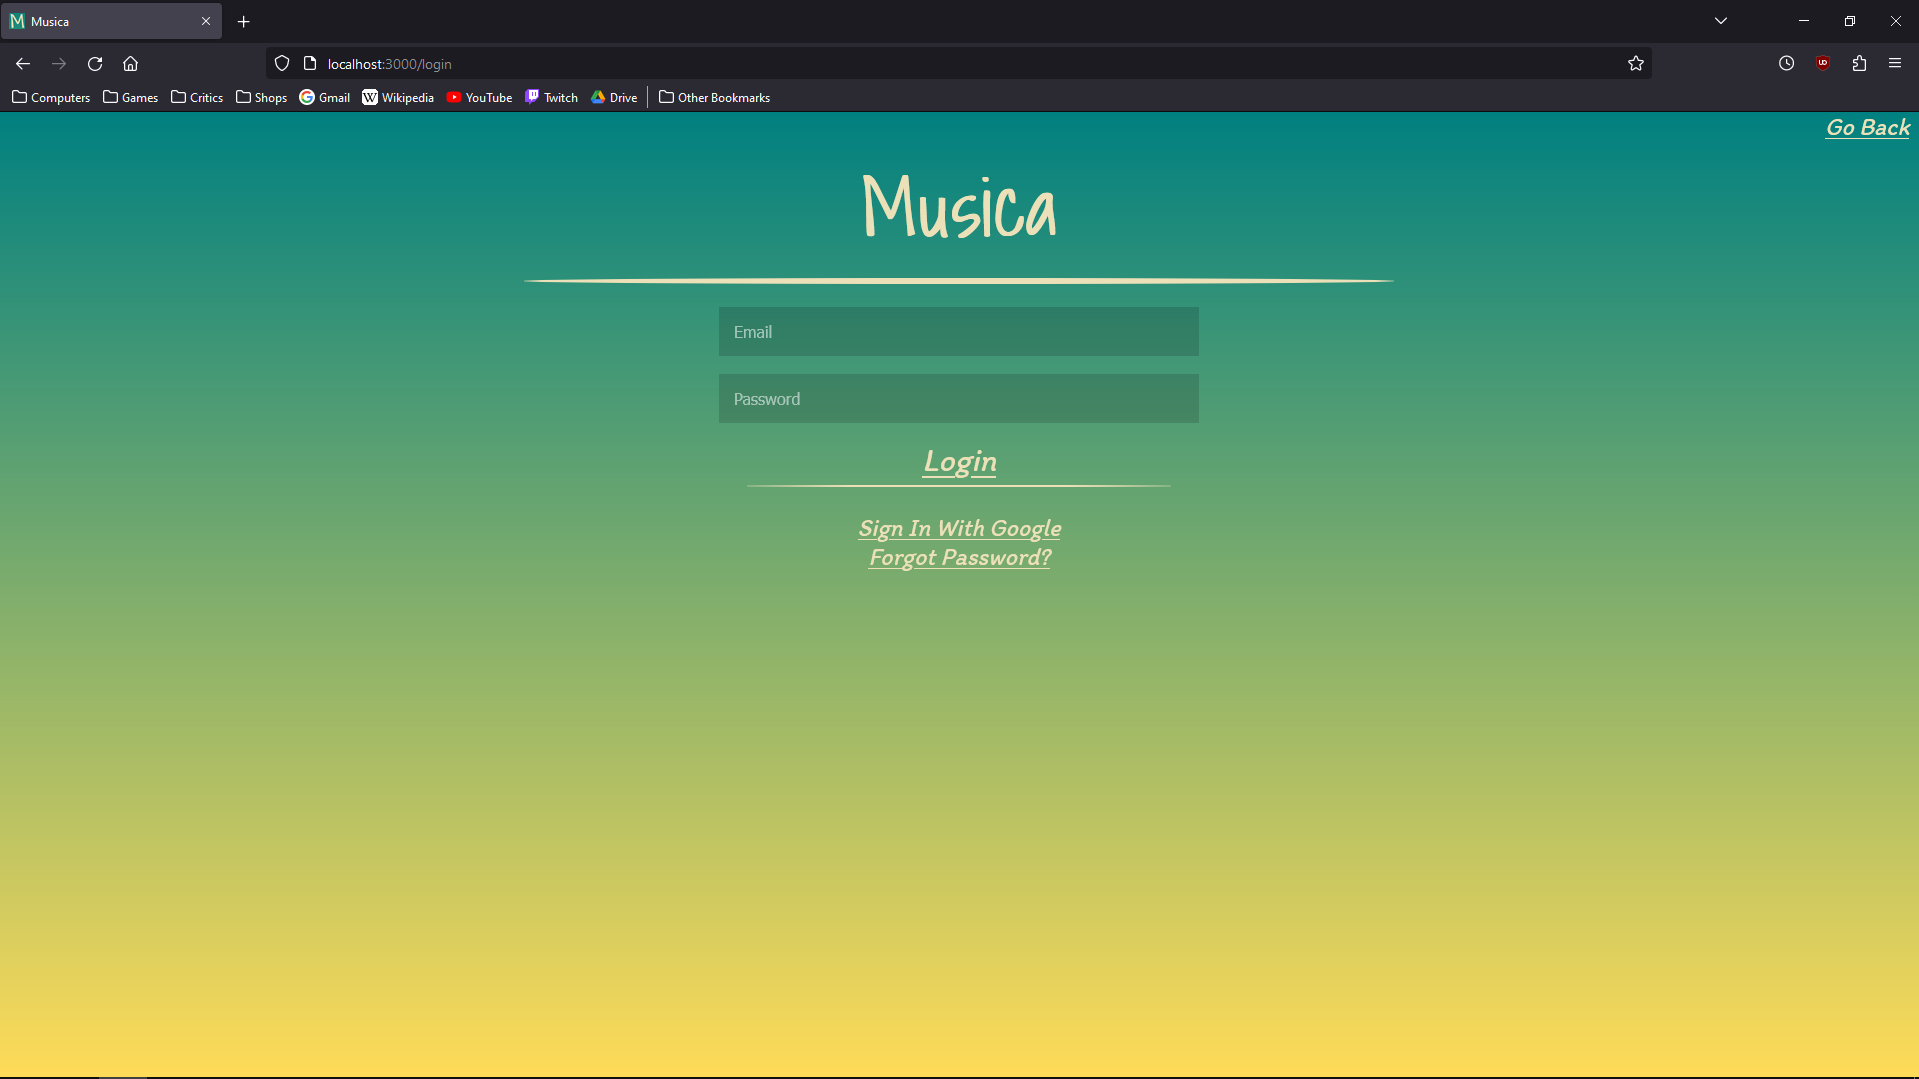 Musica
localhost:3000/login
Computers Games Critics Shops Gmail Wikipedia YouTube Twitch Drive Other Bookmarks
Go Back
Musica
Email
Password
Login
Sign In With Google
Forgot Password?